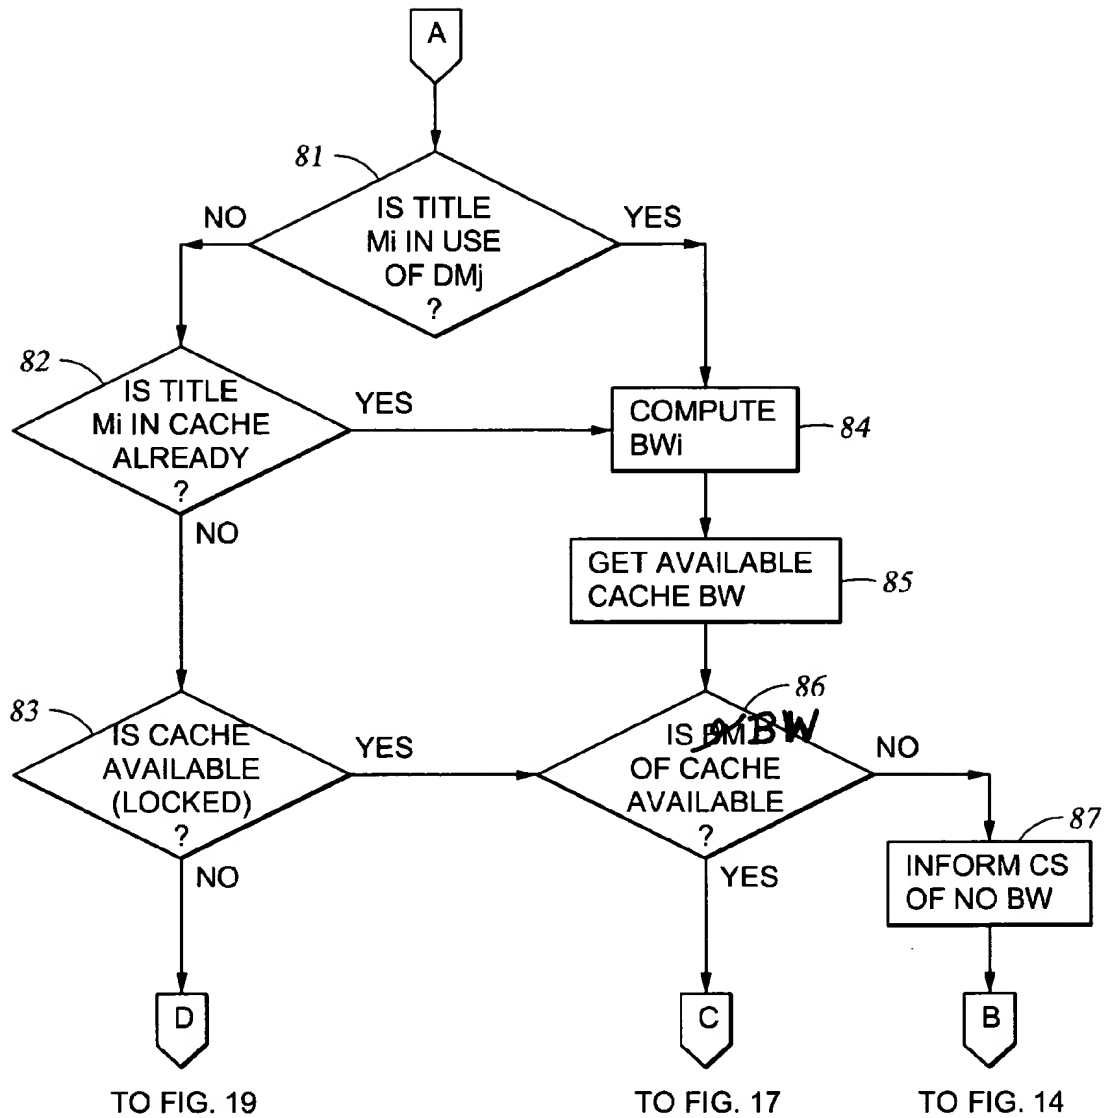 A
81
IS TITLE
Mi IN USE
OF DMj
?
NO
YES
82
IS TITLE
Mi IN CACHE
ALREADY
?
YES
NO
COMPUTE
BWi
84
GET AVAILABLE
CACHE BW
85
83
IS CACHE
AVAILABLE
(LOCKED)
?
YES
NO
86
IS BM BW
OF CACHE
AVAILABLE
?
NO
YES
87
INFORM CS
OF NO BW
D
C
B
TO FIG. 19
TO FIG. 17
TO FIG. 14